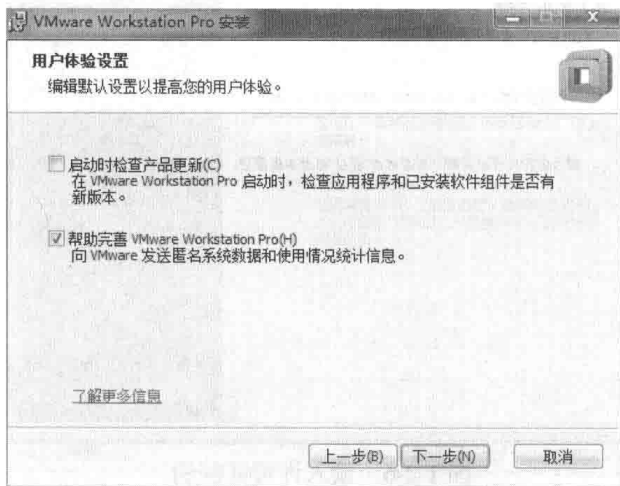 VMware Workstation Pro 安装
用户体验设置
编辑默认设置以提高您的用户体验。
启动时检查产品更新(C)
在 VMware Workstation Pro 启动时，检查应用程序和已安装软件组件是否有
新版本。
帮助完善 VMware Workstation Pro(H)
向 VMware 发送匿名系统数据和使用情况统计信息。
了解更多信息
上一步(B)
下一步(N)
取消